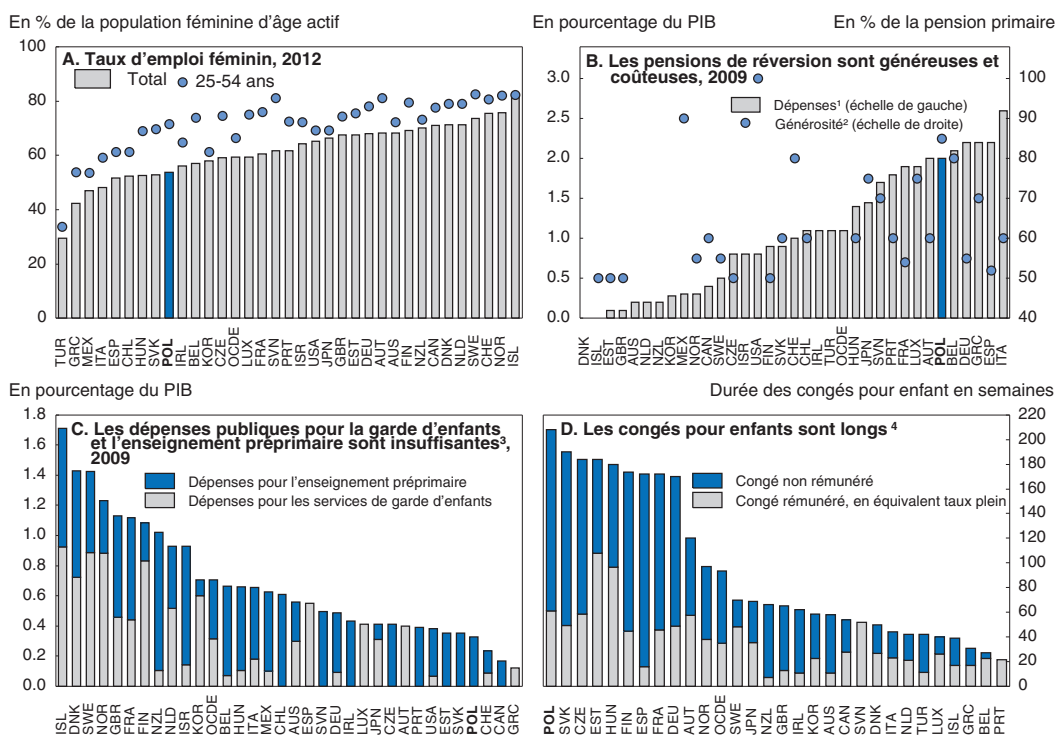 En % de la population féminine d'âge actif
100
80
60
40
20
0
A. Taux d'emploi féminin, 2012
Total
25-54 ans
TUR GRC MEX ITA ESP CHL HUN SVK POL IRL BEL KOR CZE OCDE LUX FRA SVN PRT ISR USA JPN GBR EST DEU AUT AUS FIN NZL CAN DNK NLD SWE CHE NOR ISL
En pourcentage du PIB
En % de la pension primaire
3.0
2.5
2.0
1.5
1.0
0.5
0.0
B. Les pensions de réversion sont généreuses et
coûteuses, 2009
Dépenses¹ (échelle de gauche)
Générosité² (échelle de droite)
100
90
80
70
60
50
40
DNK ISL EST GBR AUS NLD NZL KOR MEX NOR CAN SWE CZE ISR USA FIN SVK CHE CHL IRL TUR OCDE HUN JPN SVN PRT FRA LUX AUT POL BEL DEU GRC ESP ITA
En pourcentage du PIB
1.8
1.6
1.4
1.2
1.0
0.8
0.6
0.4
0.2
0.0
C. Les dépenses publiques pour la garde d'enfants
et l'enseignement préprimaire sont insuffisantes³,
2009
Dépenses pour l'enseignement préprimaire
Dépenses pour les services de garde d'enfants
ISL DNK SWE NOR GBR FRA FIN NZL NLD ISR KOR OCDE BEL HUN ITA MEX CHL AUS ESP SVN DEU IRL LUX JPN CZE AUT PRT USA EST SVK POL CHE CAN GRC
Durée des congés pour enfant en semaines
D. Les congés pour enfants sont longs ⁴
Congé non rémunéré
Congé rémunéré, en équivalent taux plein
220
200
180
160
140
120
100
80
60
40
20
0
POL SVK CZE EST HUN FIN ESP FRA DEU AUT NOR OCDE SWE JPN NZL GBR IRL KOR AUS CAN SVN DNK ITA NLD TUR LUX ISL GRC BEL PRT